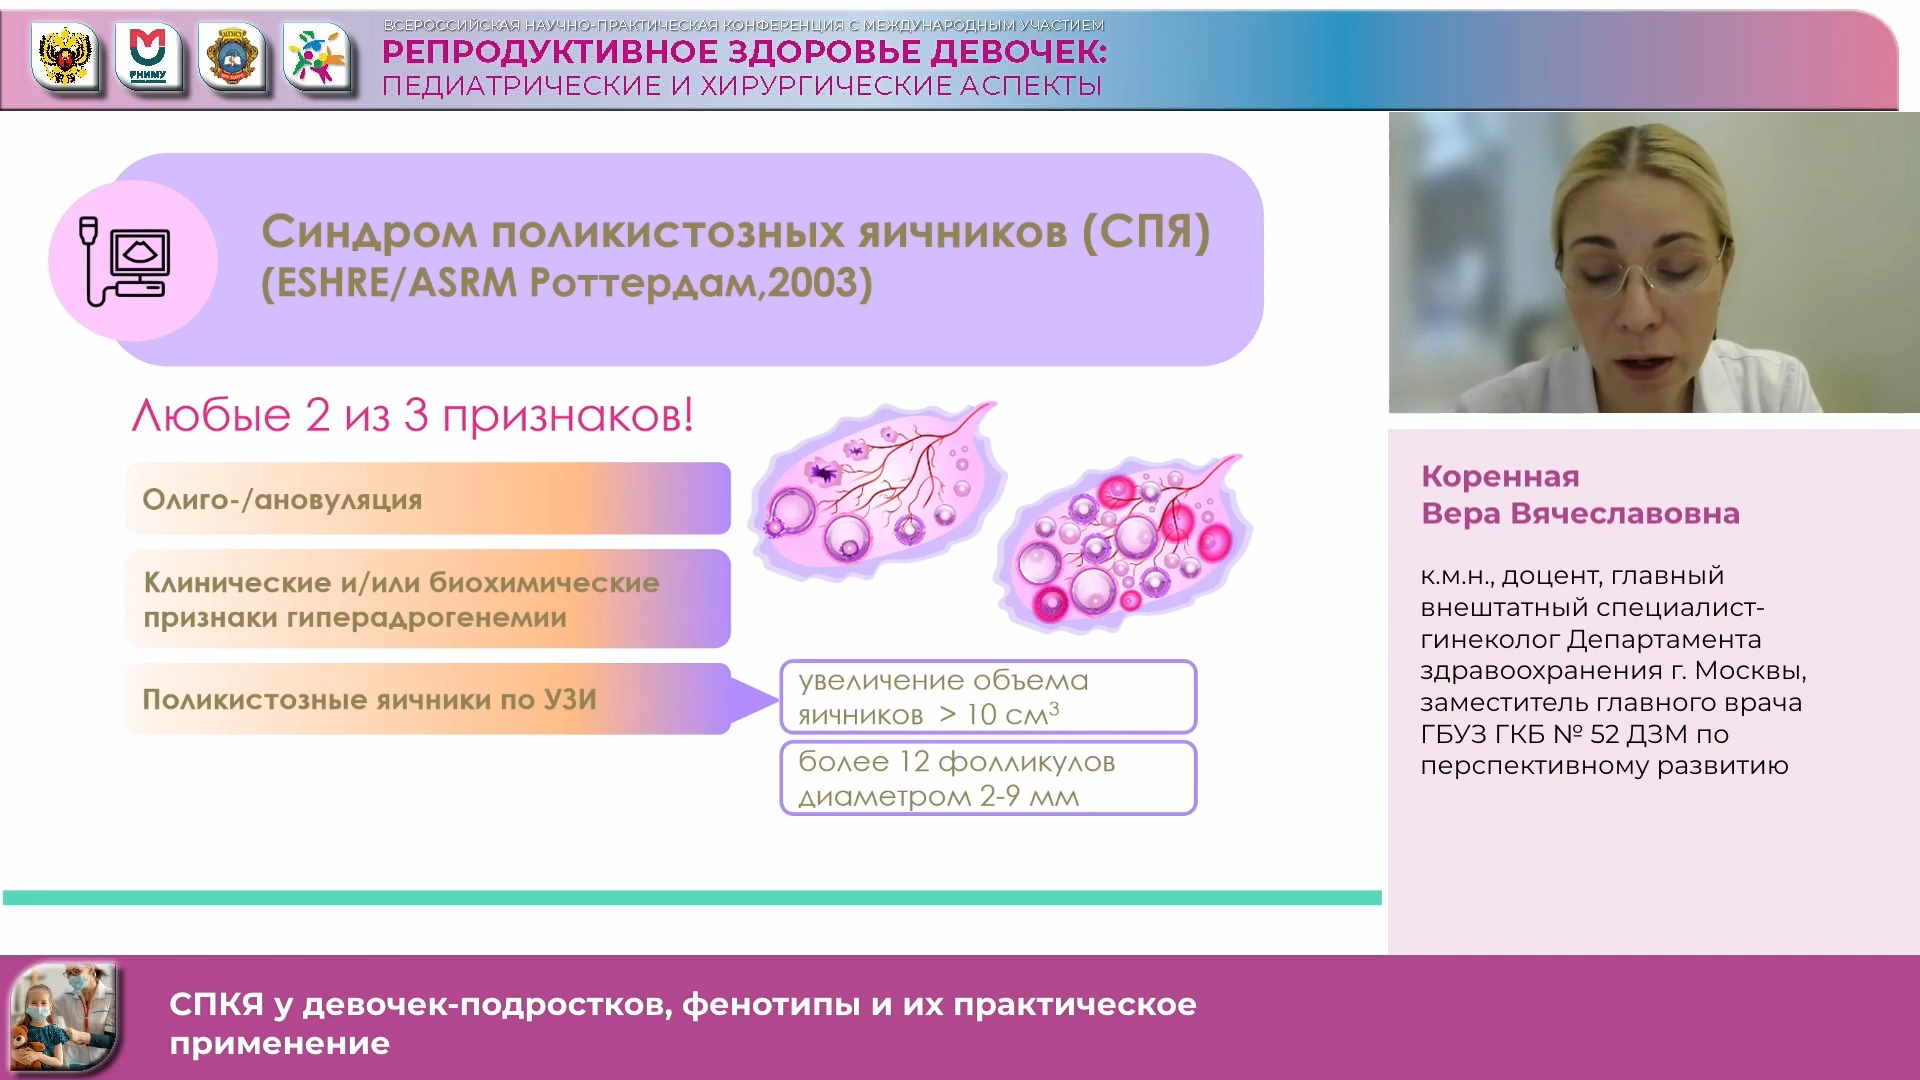 ВСЕРОССИЙСКАЯ НАУЧНО-ПРАКТИЧЕСКАЯ КОНФЕРЕНЦИЯ С МЕЖДУНАРОДНЫМ УЧАСТИЕМ
РЕПРОДУКТИВНОЕ ЗДОРОВЬЕ ДЕВОЧЕК:
ПЕДИАТРИЧЕСКИЕ И ХИРУРГИЧЕСКИЕ АСПЕКТЫ
РНИМУ
Синдром поликистозных яичников (СПЯ)
(ESHRE/ASRM Роттердам,2003)
Любые 2 из 3 признаков!
Олиго-/ановуляция
Клинические и/или биохимические
признаки гиперадрогенемии
Поликистозные яичники по УЗИ
увеличение объема
яичников > 10 см³
более 12 фолликулов
диаметром 2-9 мм
Коренная
Вера Вячеславовна
к.м.н., доцент, главный
внештатный специалист-
гинеколог Департамента
здравоохранения г. Москвы,
заместитель главного врача
ГБУЗ ГКБ № 52 ДЗМ по
перспективному развитию
СПКЯ у девочек-подростков, фенотипы и их практическое
применение